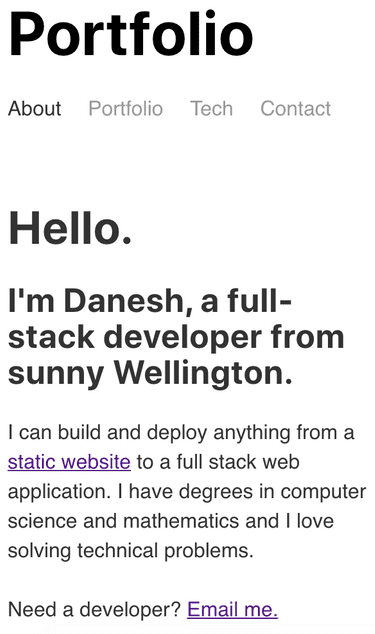 Portfolio
About Portfolio Tech Contact
Hello.
I'm Danesh, a full-
stack developer from
sunny Wellington.
I can build and deploy anything from a
static website to a full stack web
application. I have degrees in computer
science and mathematics and I love
solving technical problems.
Need a developer? Email me.